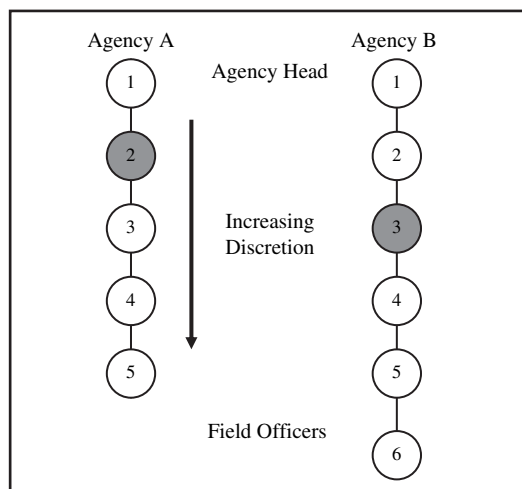 Agency A
Agency B
1
Agency Head
1
2
2
3
Increasing
Discretion
3
4
4
5
5
Field Officers
6